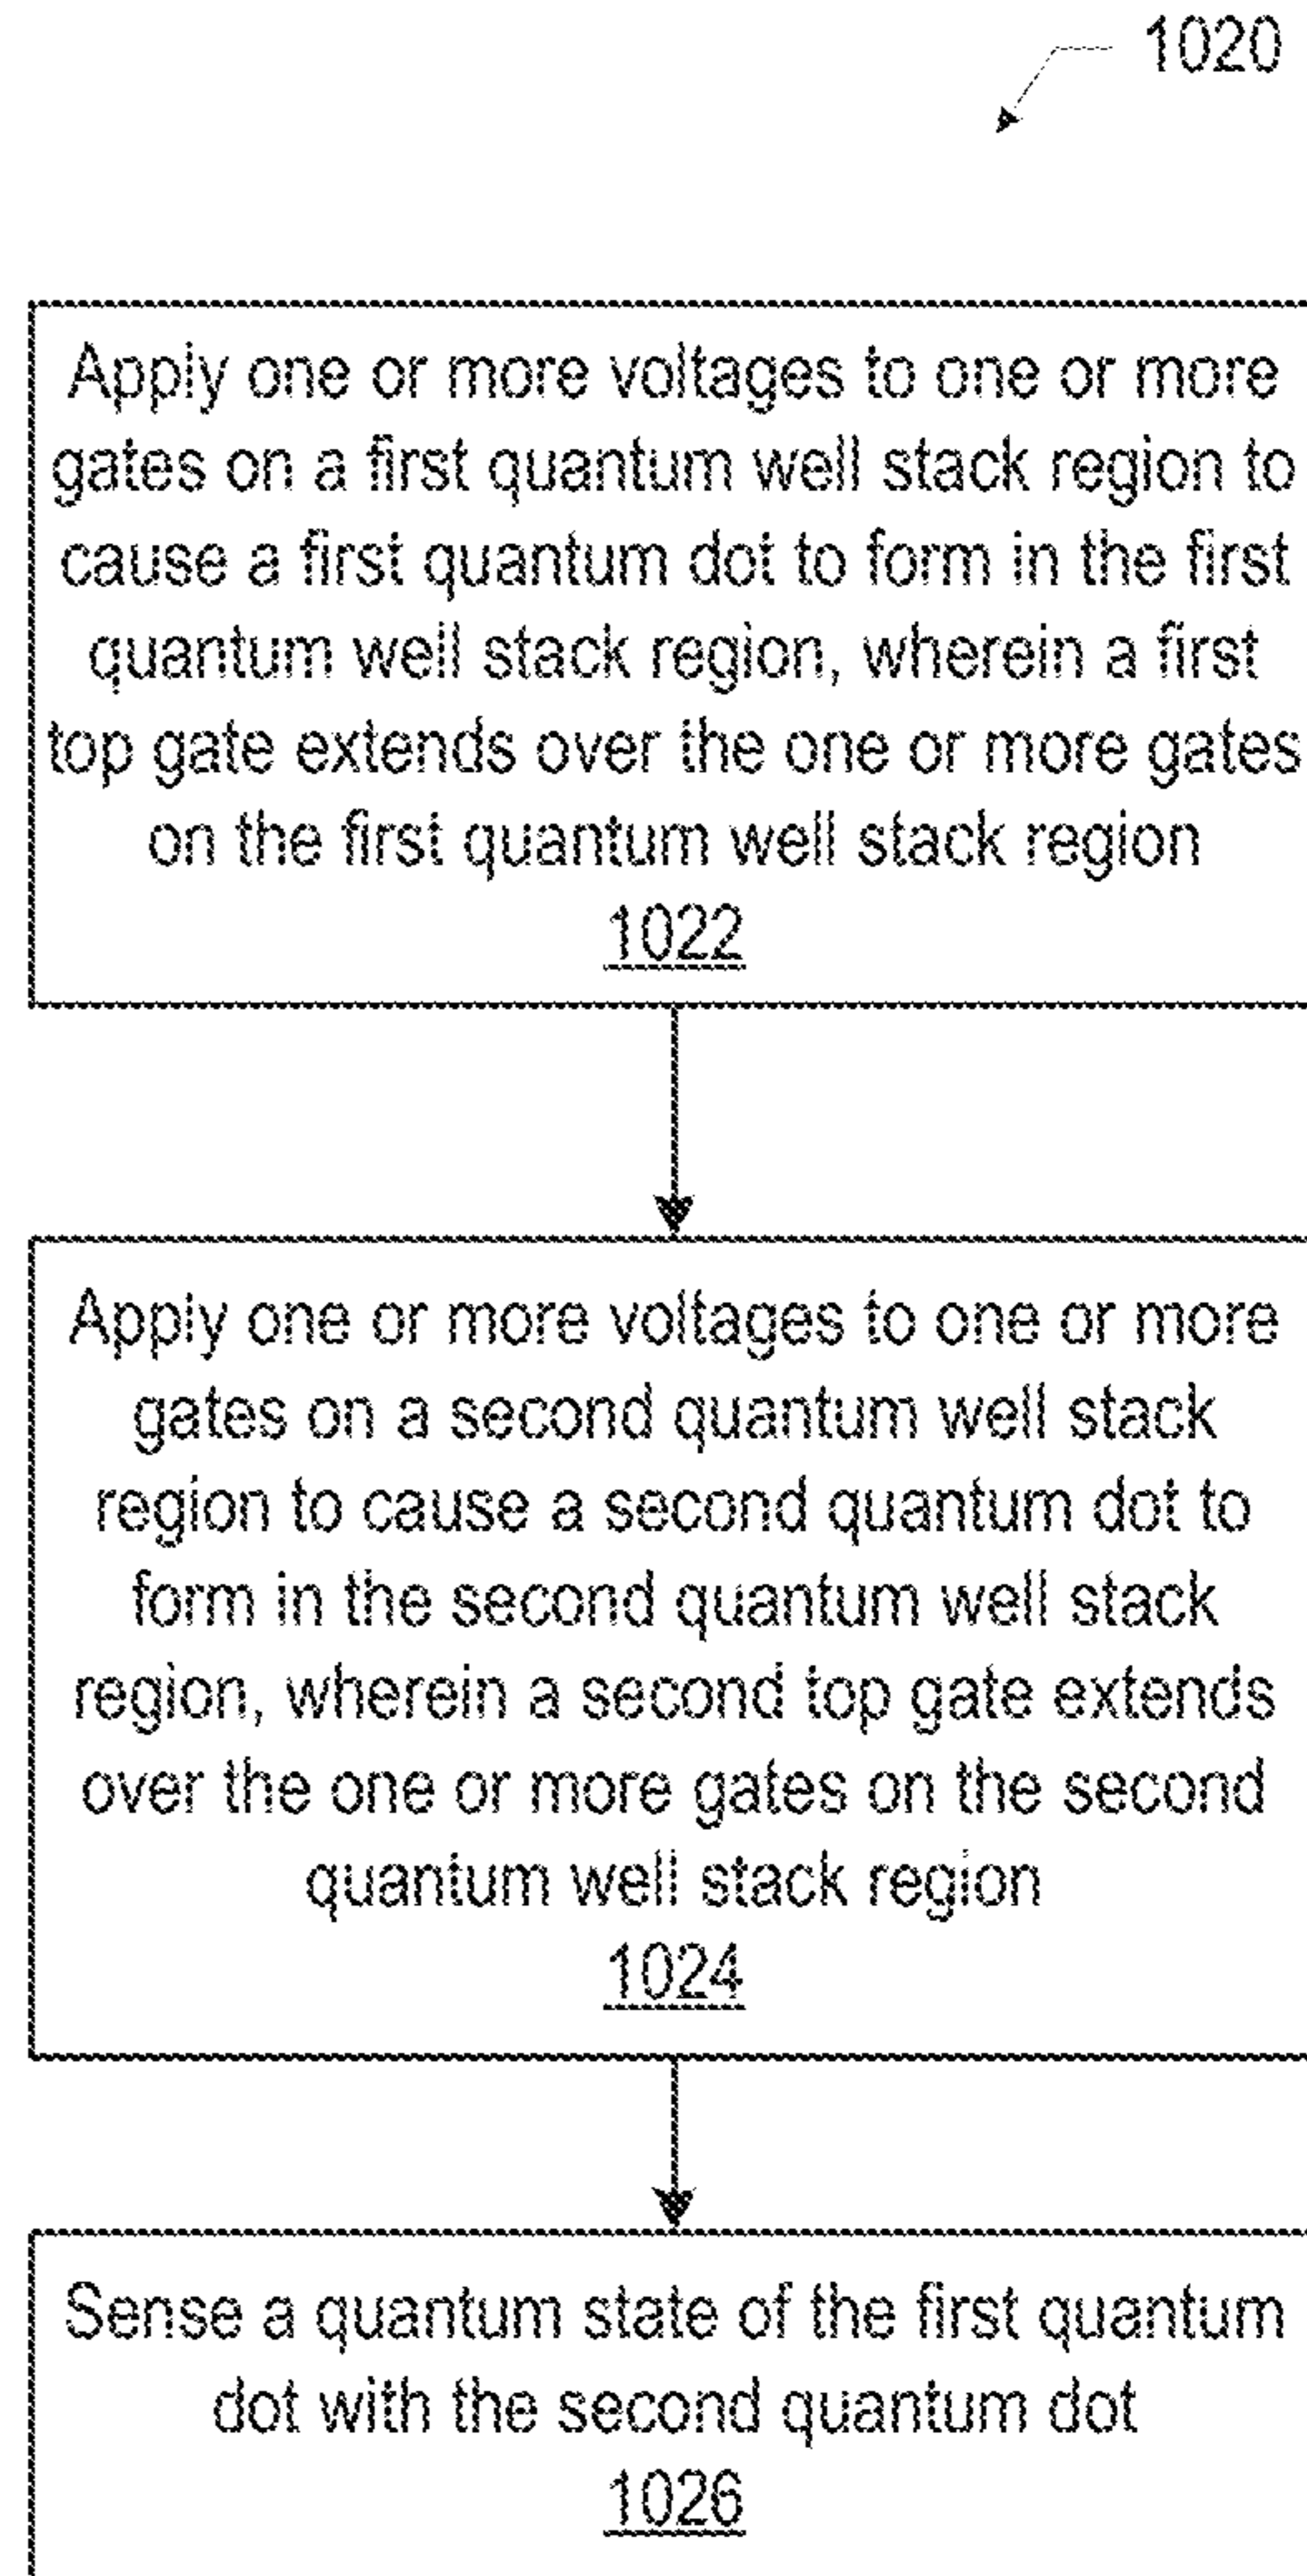 1020
Apply one or more voltages to one or more
gates on a first quantum well stack region to
cause a first quantum dot to form in the first
quantum well stack region, wherein a first
top gate extends over the one or more gates
on the first quantum well stack region
1022
Apply one or more voltages to one or more
gates on a second quantum well stack
region to cause a second quantum dot to
form in the second quantum well stack
region, wherein a second top gate extends
over the one or more gates on the second
quantum well stack region
1024
Sense a quantum state of the first quantum
dot with the second quantum dot
1026